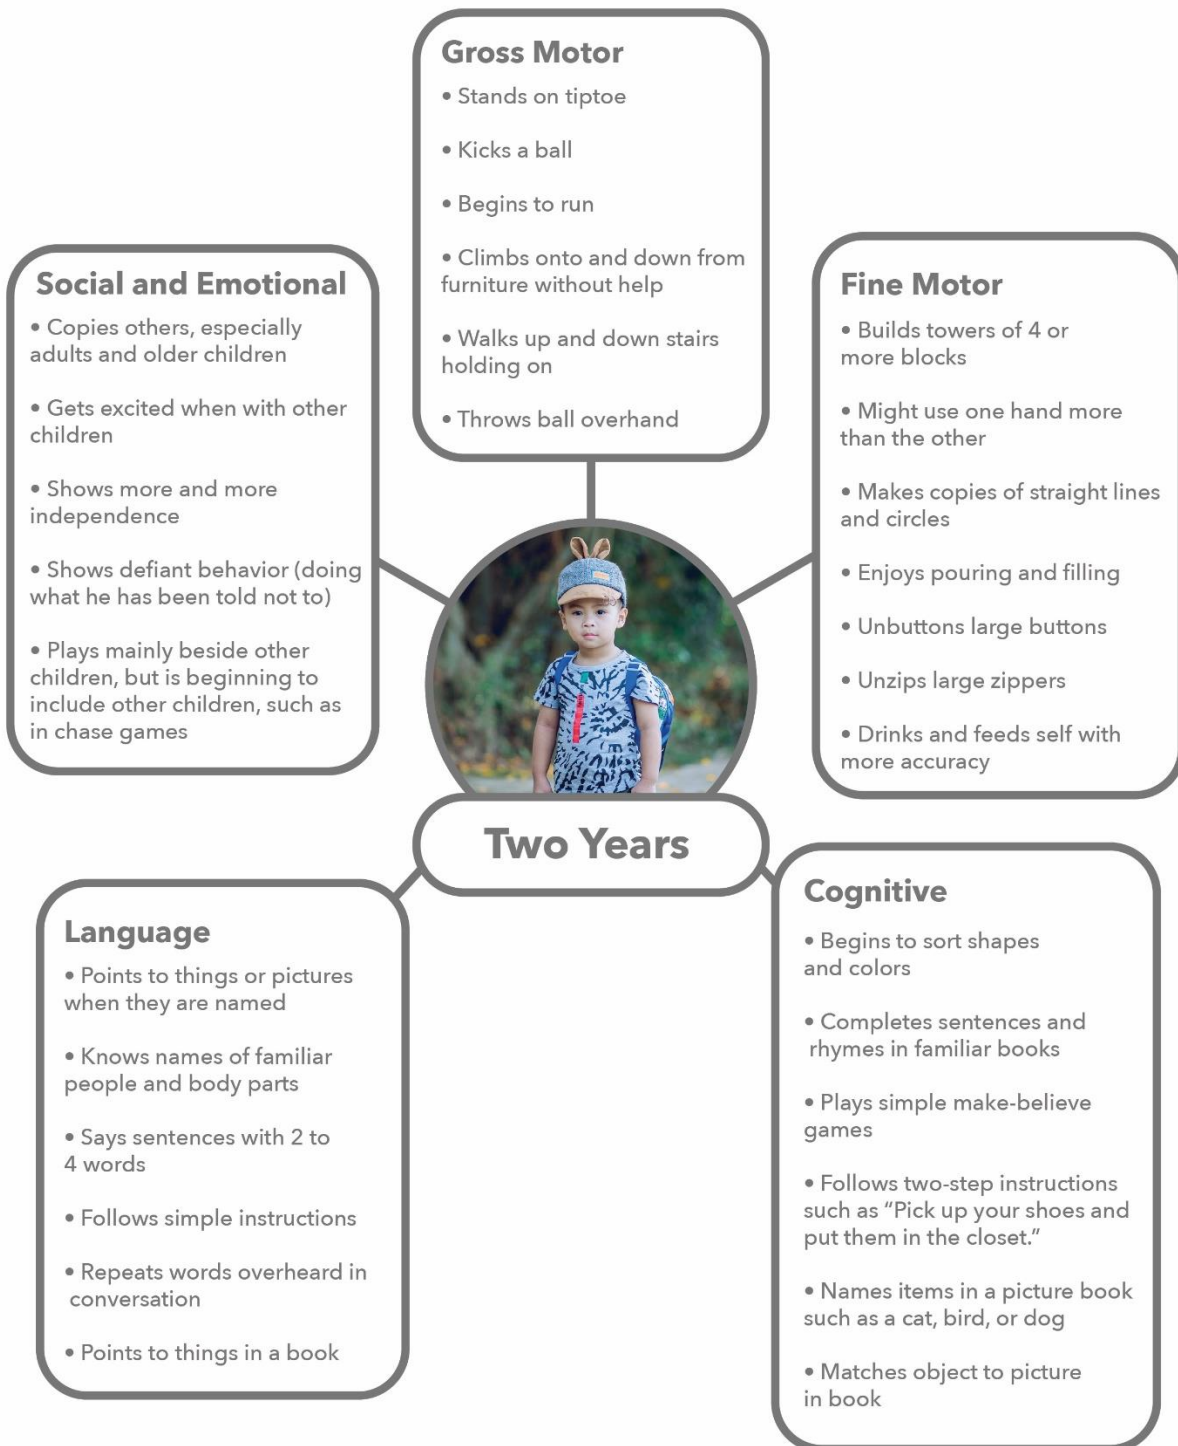 Gross Motor
• Stands on tiptoe
• Kicks a ball
• Begins to run
• Climbs onto and down from
furniture without help
• Walks up and down stairs
holding on
• Throws ball overhand
Social and Emotional
• Copies others, especially
adults and older children
• Gets excited when with other
children
• Shows more and more
independence
• Shows defiant behavior (doing
what he has been told not to)
• Plays mainly beside other
children, but is beginning to
include other children, such as
in chase games
Fine Motor
• Builds towers of 4 or
more blocks
• Might use one hand more
than the other
• Makes copies of straight lines
and circles
• Enjoys pouring and filling
• Unbuttons large buttons
• Unzips large zippers
• Drinks and feeds self with
more accuracy
Two Years
Language
• Points to things or pictures
when they are named
• Knows names of familiar
people and body parts
• Says sentences with 2 to
4 words
• Follows simple instructions
• Repeats words overheard in
conversation
• Points to things in a book
Cognitive
• Begins to sort shapes
and colors
• Completes sentences and
rhymes in familiar books
• Plays simple make-believe
games
• Follows two-step instructions
such as “Pick up your shoes and
put them in the closet.”
• Names items in a picture book
such as a cat, bird, or dog
• Matches object to picture
in book